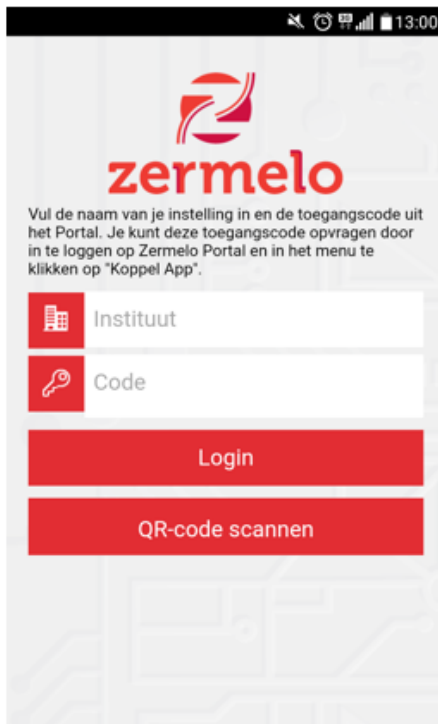 13:00
zermelo
Vul de naam van je instelling in en de toegangscode uit
het Portal. Je kunt deze toegangscode opvragen door
in te loggen op Zermelo Portal en in het menu te
klikken op "Koppel App".
Instituut
Code
Login
QR-code scannen